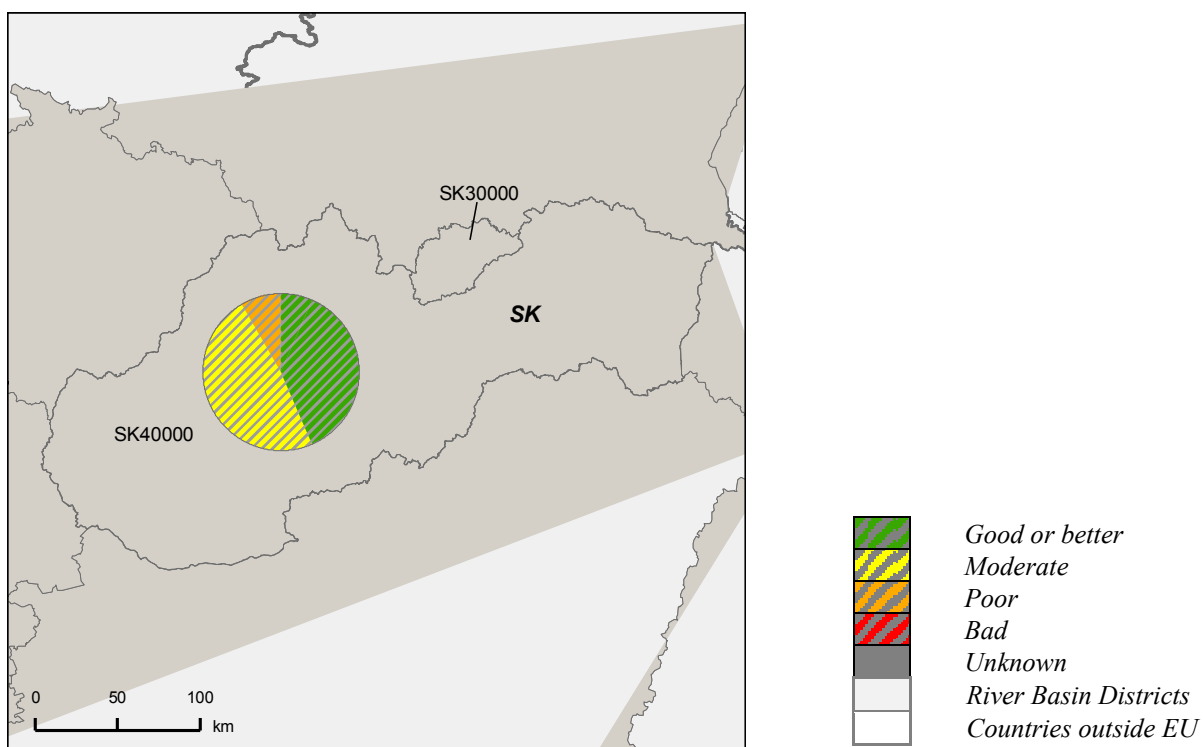 SK30000
SK
SK40000
0 50 100
km
Good or better
Moderate
Poor
Bad
Unknown
River Basin Districts
Countries outside EU